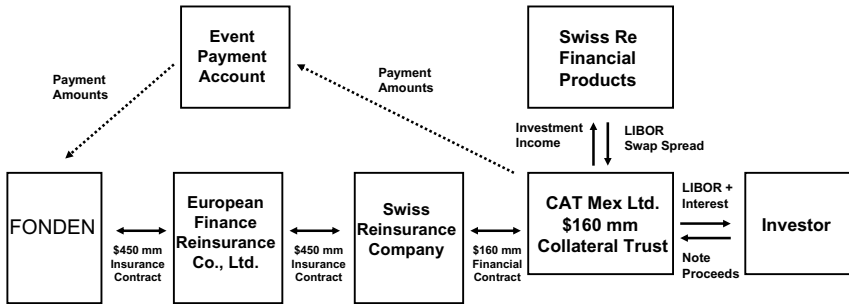 Event
Payment
Account
Swiss Re
Financial
Products
Payment
Amounts
Payment
Amounts
Investment
Income
LIBOR
Swap Spread
FONDEN
$450 mm
Insurance
Contract
European
Finance
Reinsurance
Co., Ltd.
$450 mm
Insurance
Contract
Swiss
Reinsurance
Company
$160 mm
Financial
Contract
CAT Mex Ltd.
$160 mm
Collateral Trust
LIBOR +
Interest
Note
Proceeds
Investor